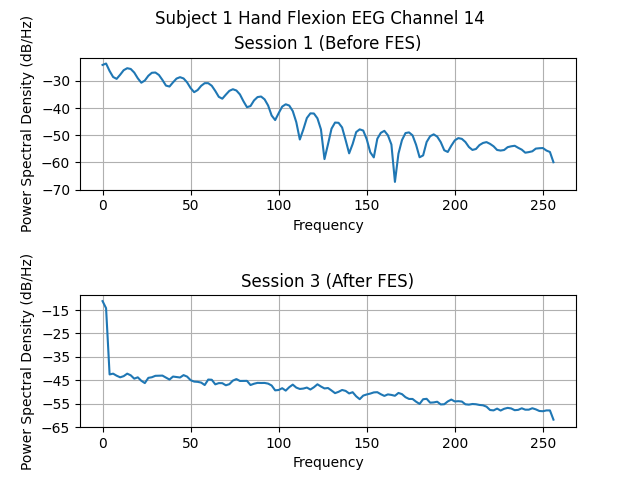 Subject 1 Hand Flexion EEG Channel 14
Session 1 (Before FES)
Power Spectral Density (dB/Hz)
−30
−40
−50
−60
−70
0 50 100 150 200 250
Frequency
Session 3 (After FES)
Power Spectral Density (dB/Hz)
−15
−25
−35
−45
−55
−65
0 50 100 150 200 250
Frequency